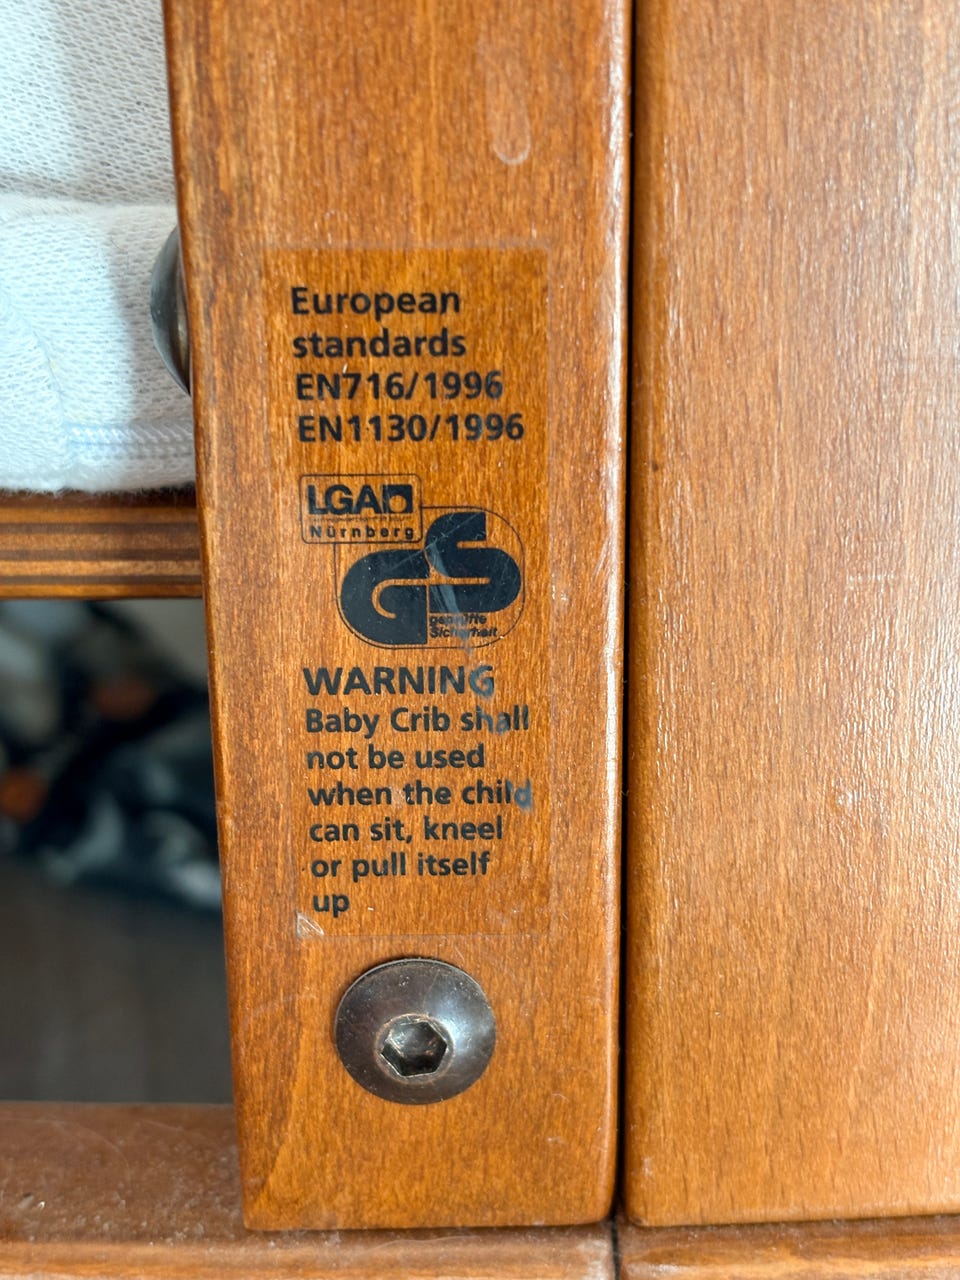 European
standards
EN716/1996
EN1130/1996
LGA
Nürnberg
GS
geprüfte
Sicherheit
WARNING
Baby Crib shall
not be used
when the child
can sit, kneel
or pull itself
up